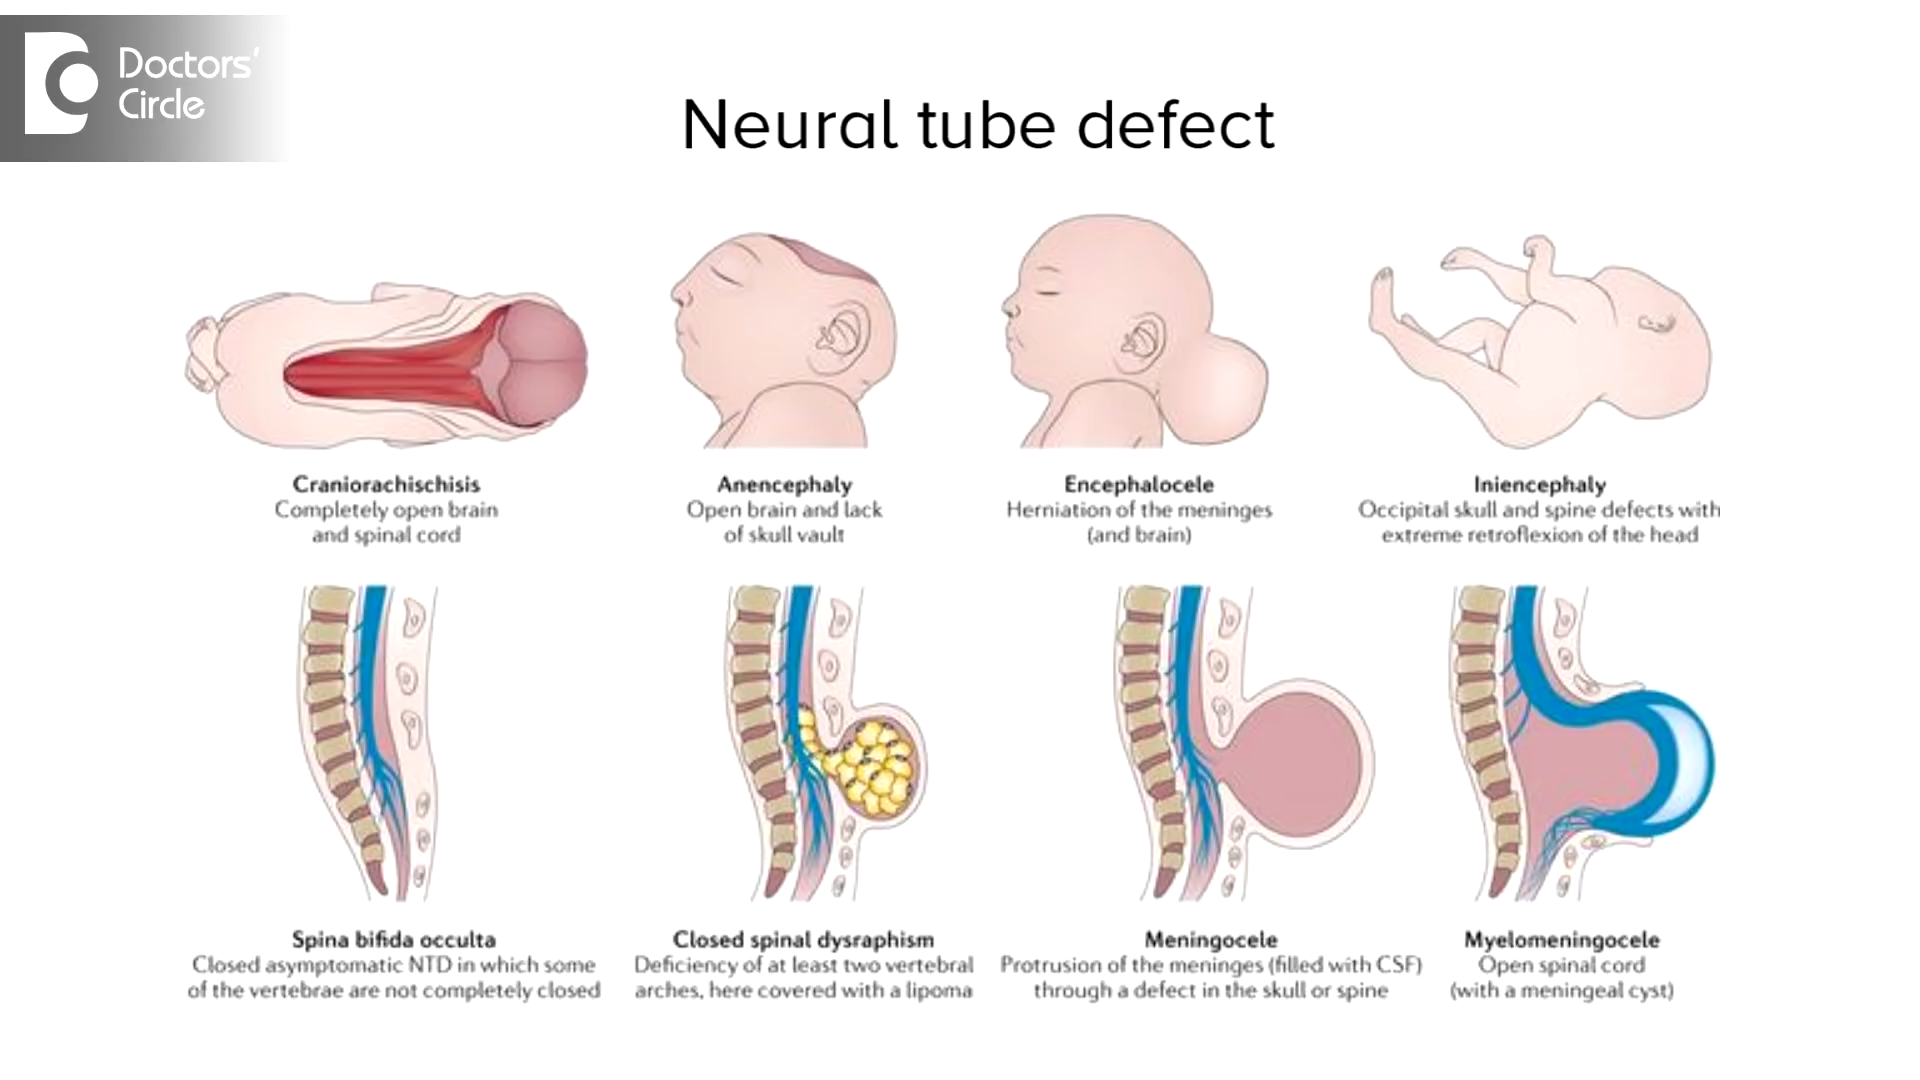 Doctors'
Circle
Neural tube defect
Craniorachischisis
Completely open brain
and spinal cord
Anencephaly
Open brain and lack
of skull vault
Encephalocele
Herniation of the meninges
(and brain)
Iniencephaly
Occipital skull and spine defects with
extreme retroflexion of the head
Spina bifida occulta
Closed asymptomatic NTD in which some
of the vertebrae are not completely closed
Closed spinal dysraphism
Deficiency of at least two vertebral
arches, here covered with a lipoma
Meningocele
Protrusion of the meninges (filled with CSF)
through a defect in the skull or spine
Myelomeningocele
Open spinal cord
(with a meningeal cyst)